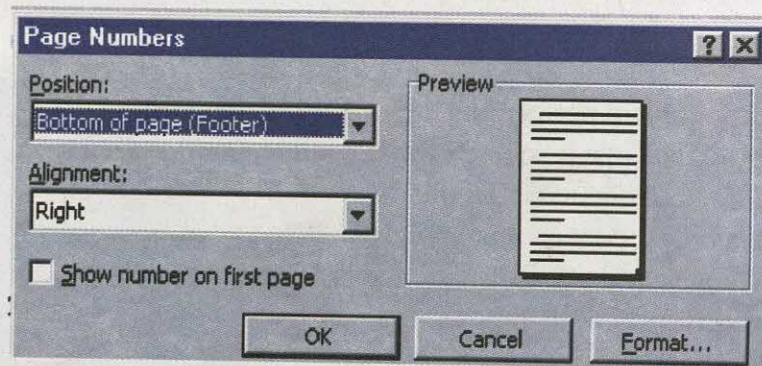 Page Numbers
Position:
Preview
Bottom of page (Footer)
Alignment:
Right
Show number on first page
OK
Cancel
Format...